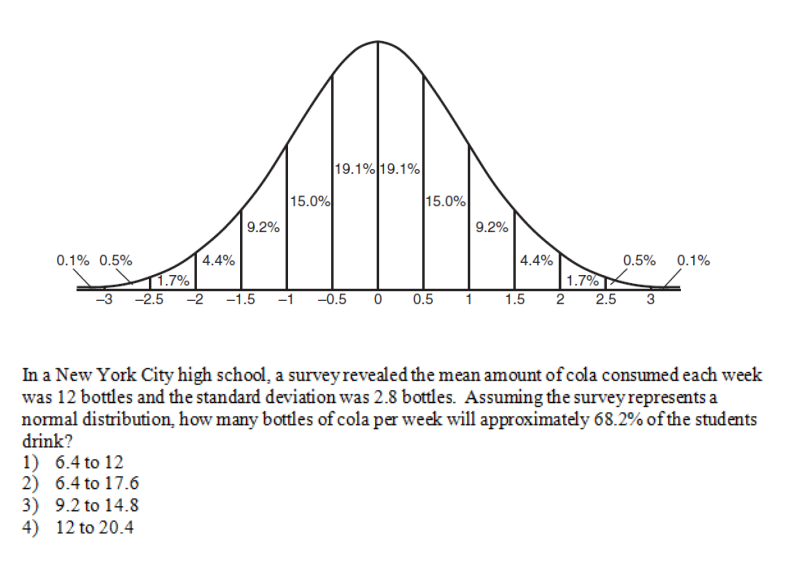 19.1% 19.1%
15.0% 15.0%
9.2% 9.2%
0.1% 0.5% 4.4% 4.4% 0.5% 0.1%
1.7% 1.7%
−3 −2.5 −2 −1.5 −1 −0.5 0 0.5 1 1.5 2 2.5 3
In a New York City high school, a survey revealed the mean amount of cola consumed each week
was 12 bottles and the standard deviation was 2.8 bottles. Assuming the survey represents a
normal distribution, how many bottles of cola per week will approximately 68.2% of the students
drink?
1) 6.4 to 12
2) 6.4 to 17.6
3) 9.2 to 14.8
4) 12 to 20.4